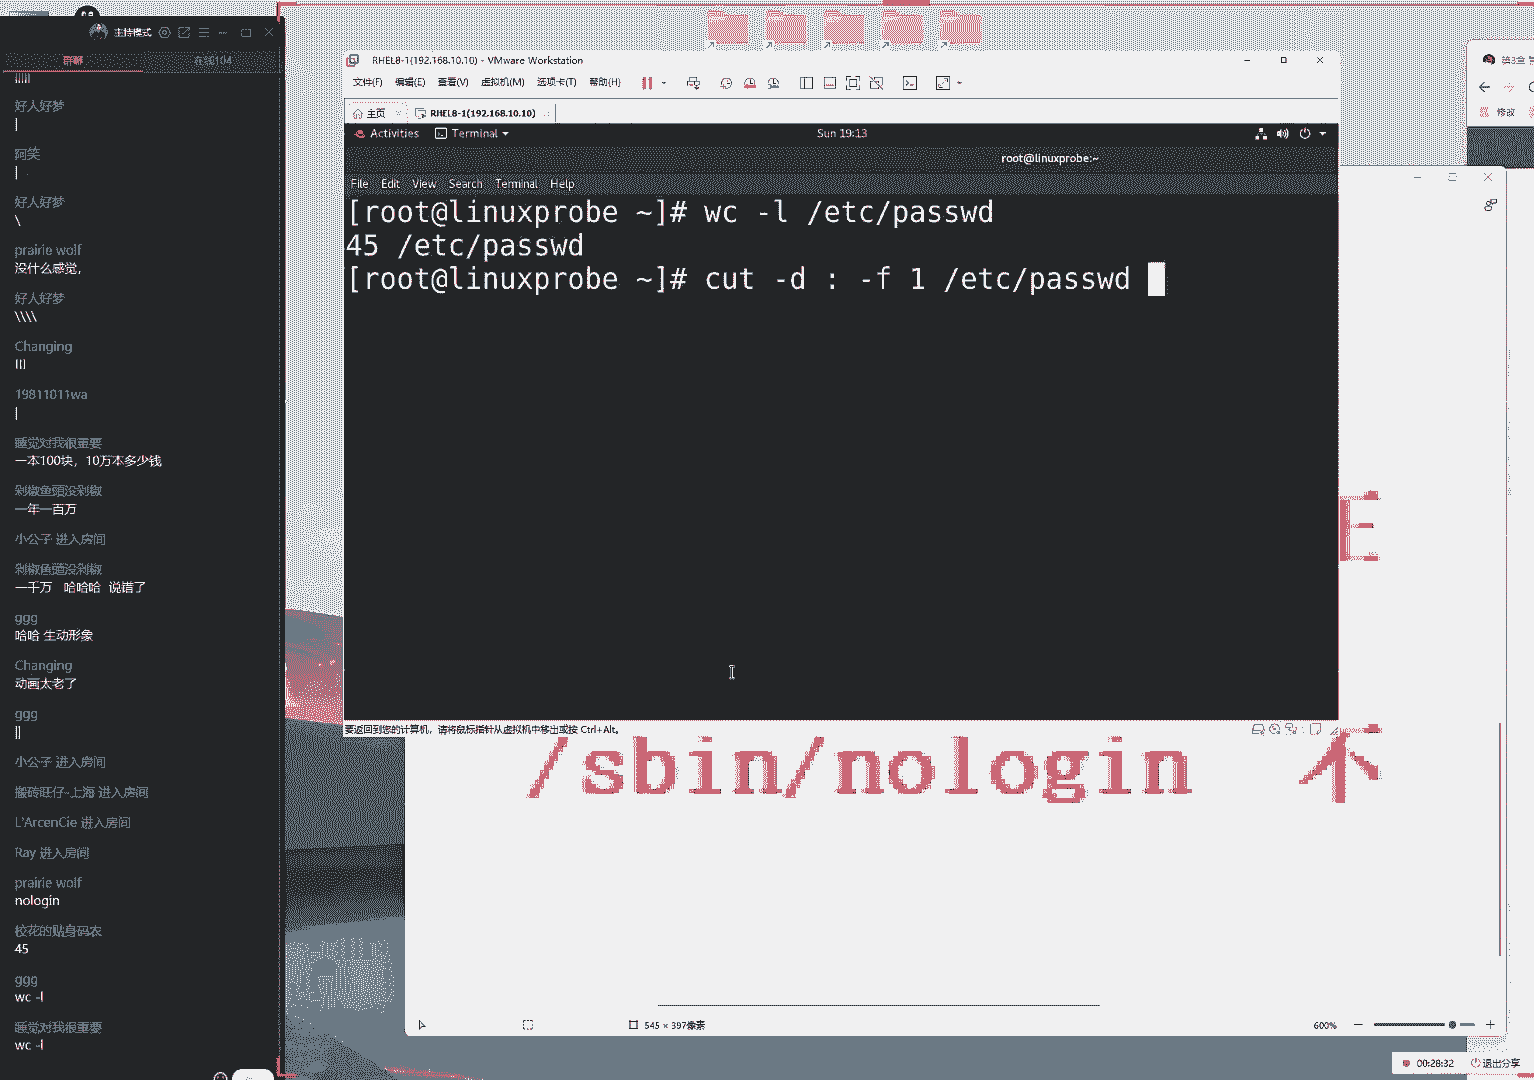 主持模式
群聊
在线104
|||||
好人好梦
|
阿笑
|
好人好梦
\
prairie wolf
没什么感觉，
好人好梦
\\\\
Changing
III
19811011wa
|
睡觉对我很重要
一本100块，10万本多少钱
剁椒鱼頭没剁椒
一年一百万
小公子 进入房间
剁椒鱼頭没剁椒
一千万 哈哈哈 说错了
ggg
哈哈 生动形象
Changing
动画太老了
ggg
||
小公子 进入房间
搬砖旺仔~上海 进入房间
L'ArcenCie 进入房间
Ray 进入房间
prairie wolf
nologin
校花的贴身码农
45
ggg
wc -l
睡觉对我很重要
wc -l
RHEL8-1(192.168.10.10) - VMware Workstation
文件(F) 编辑(E) 查看(V) 虚拟机(M) 选项卡(T) 帮助(H)
主页 RHEL8-1(192.168.10.10)
Activities Terminal Sun 19:13
root@linuxprobe:~
File Edit View Search Terminal Help
[root@linuxprobe ~]# wc -l /etc/passwd
45 /etc/passwd
[root@linuxprobe ~]# cut -d : -f 1 /etc/passwd
要返回到您的计算机，请将鼠标指针从虚拟机中移出或按 Ctrl+Alt。
第3章
修改
/sbin/nologin 不
545 × 397像素
600%
00:28:32 退出分享